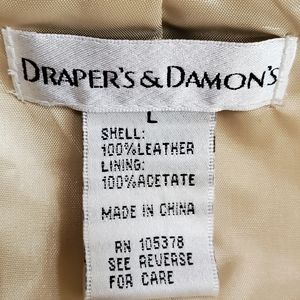 DRAPER'S & DAMON'S
L
SHELL:
100%LEATHER
LINING:
100%ACETATE
MADE IN CHINA
RN 105378
SEE REVERSE
FOR CARE